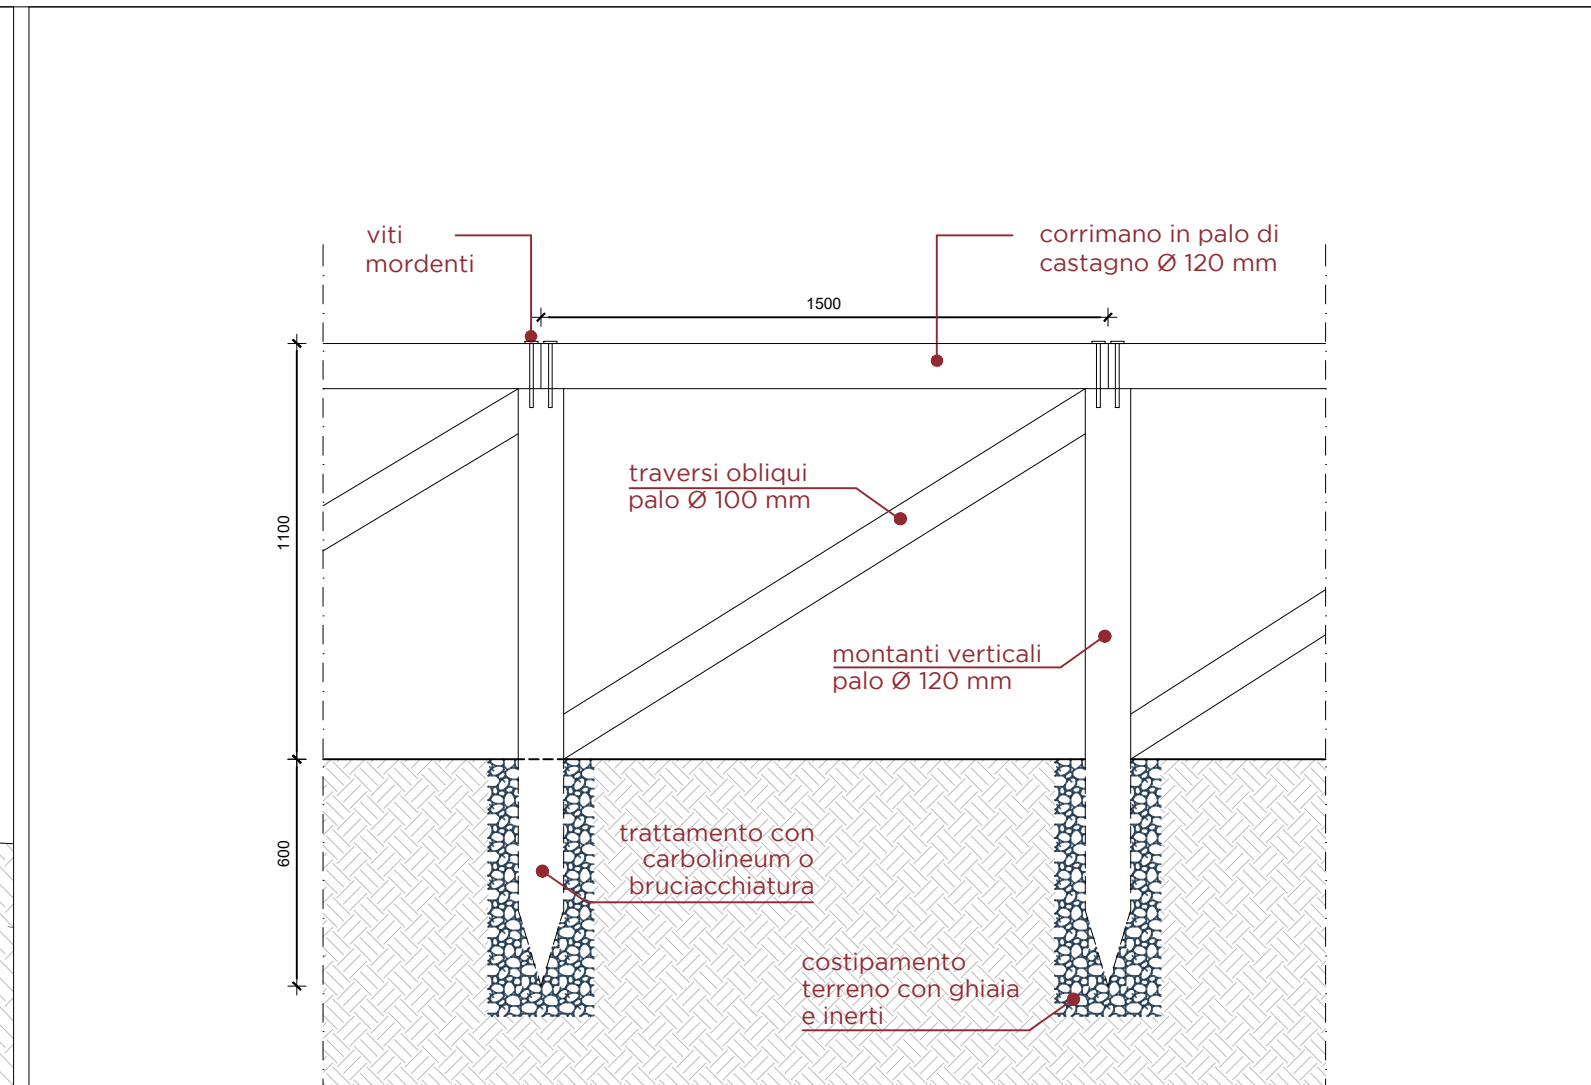 viti
mordenti
corrimano in palo di
castagno Ø 120 mm
1500
traversi obliqui
palo Ø 100 mm
1100
montanti verticali
palo Ø 120 mm
trattamento con
carbolineum o
bruciacchiatura
600
costipamento
terreno con ghiaia
e inerti